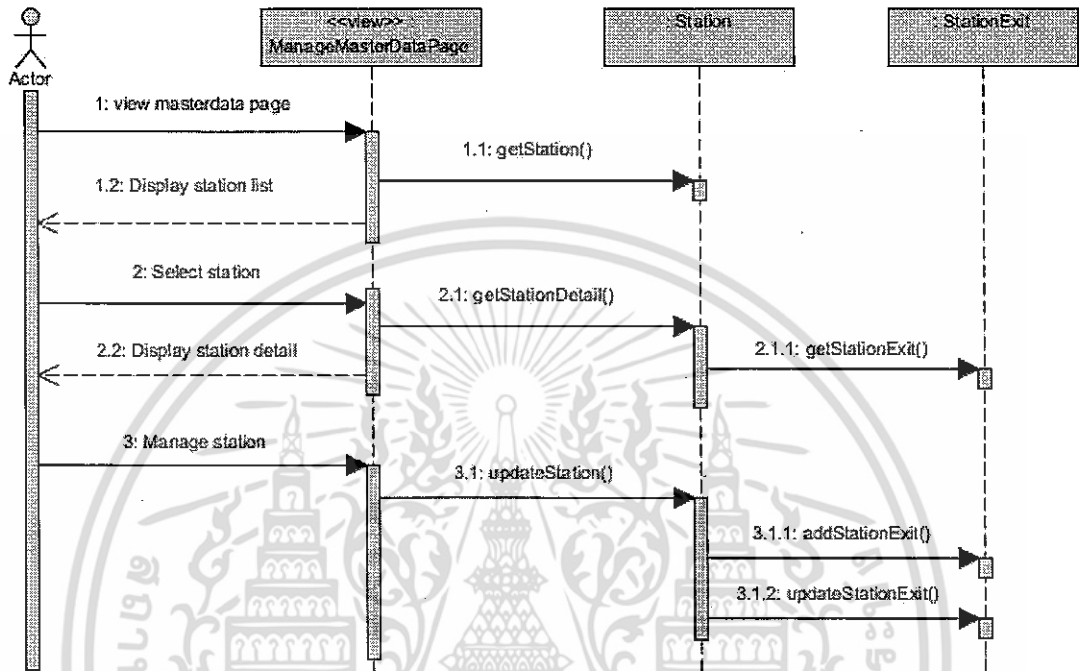 <<view>>
ManageMasterDataPage
: Station
: StationExit
Actor
1: view masterdata page
1.1: getStation()
1.2: Display station list
2: Select station
2.1: getStationDetail()
2.2: Display station detail
2.1.1: getStationExit()
3: Manage station
3.1: updateStation()
3.1.1: addStationExit()
3.1.2: updateStationExit()